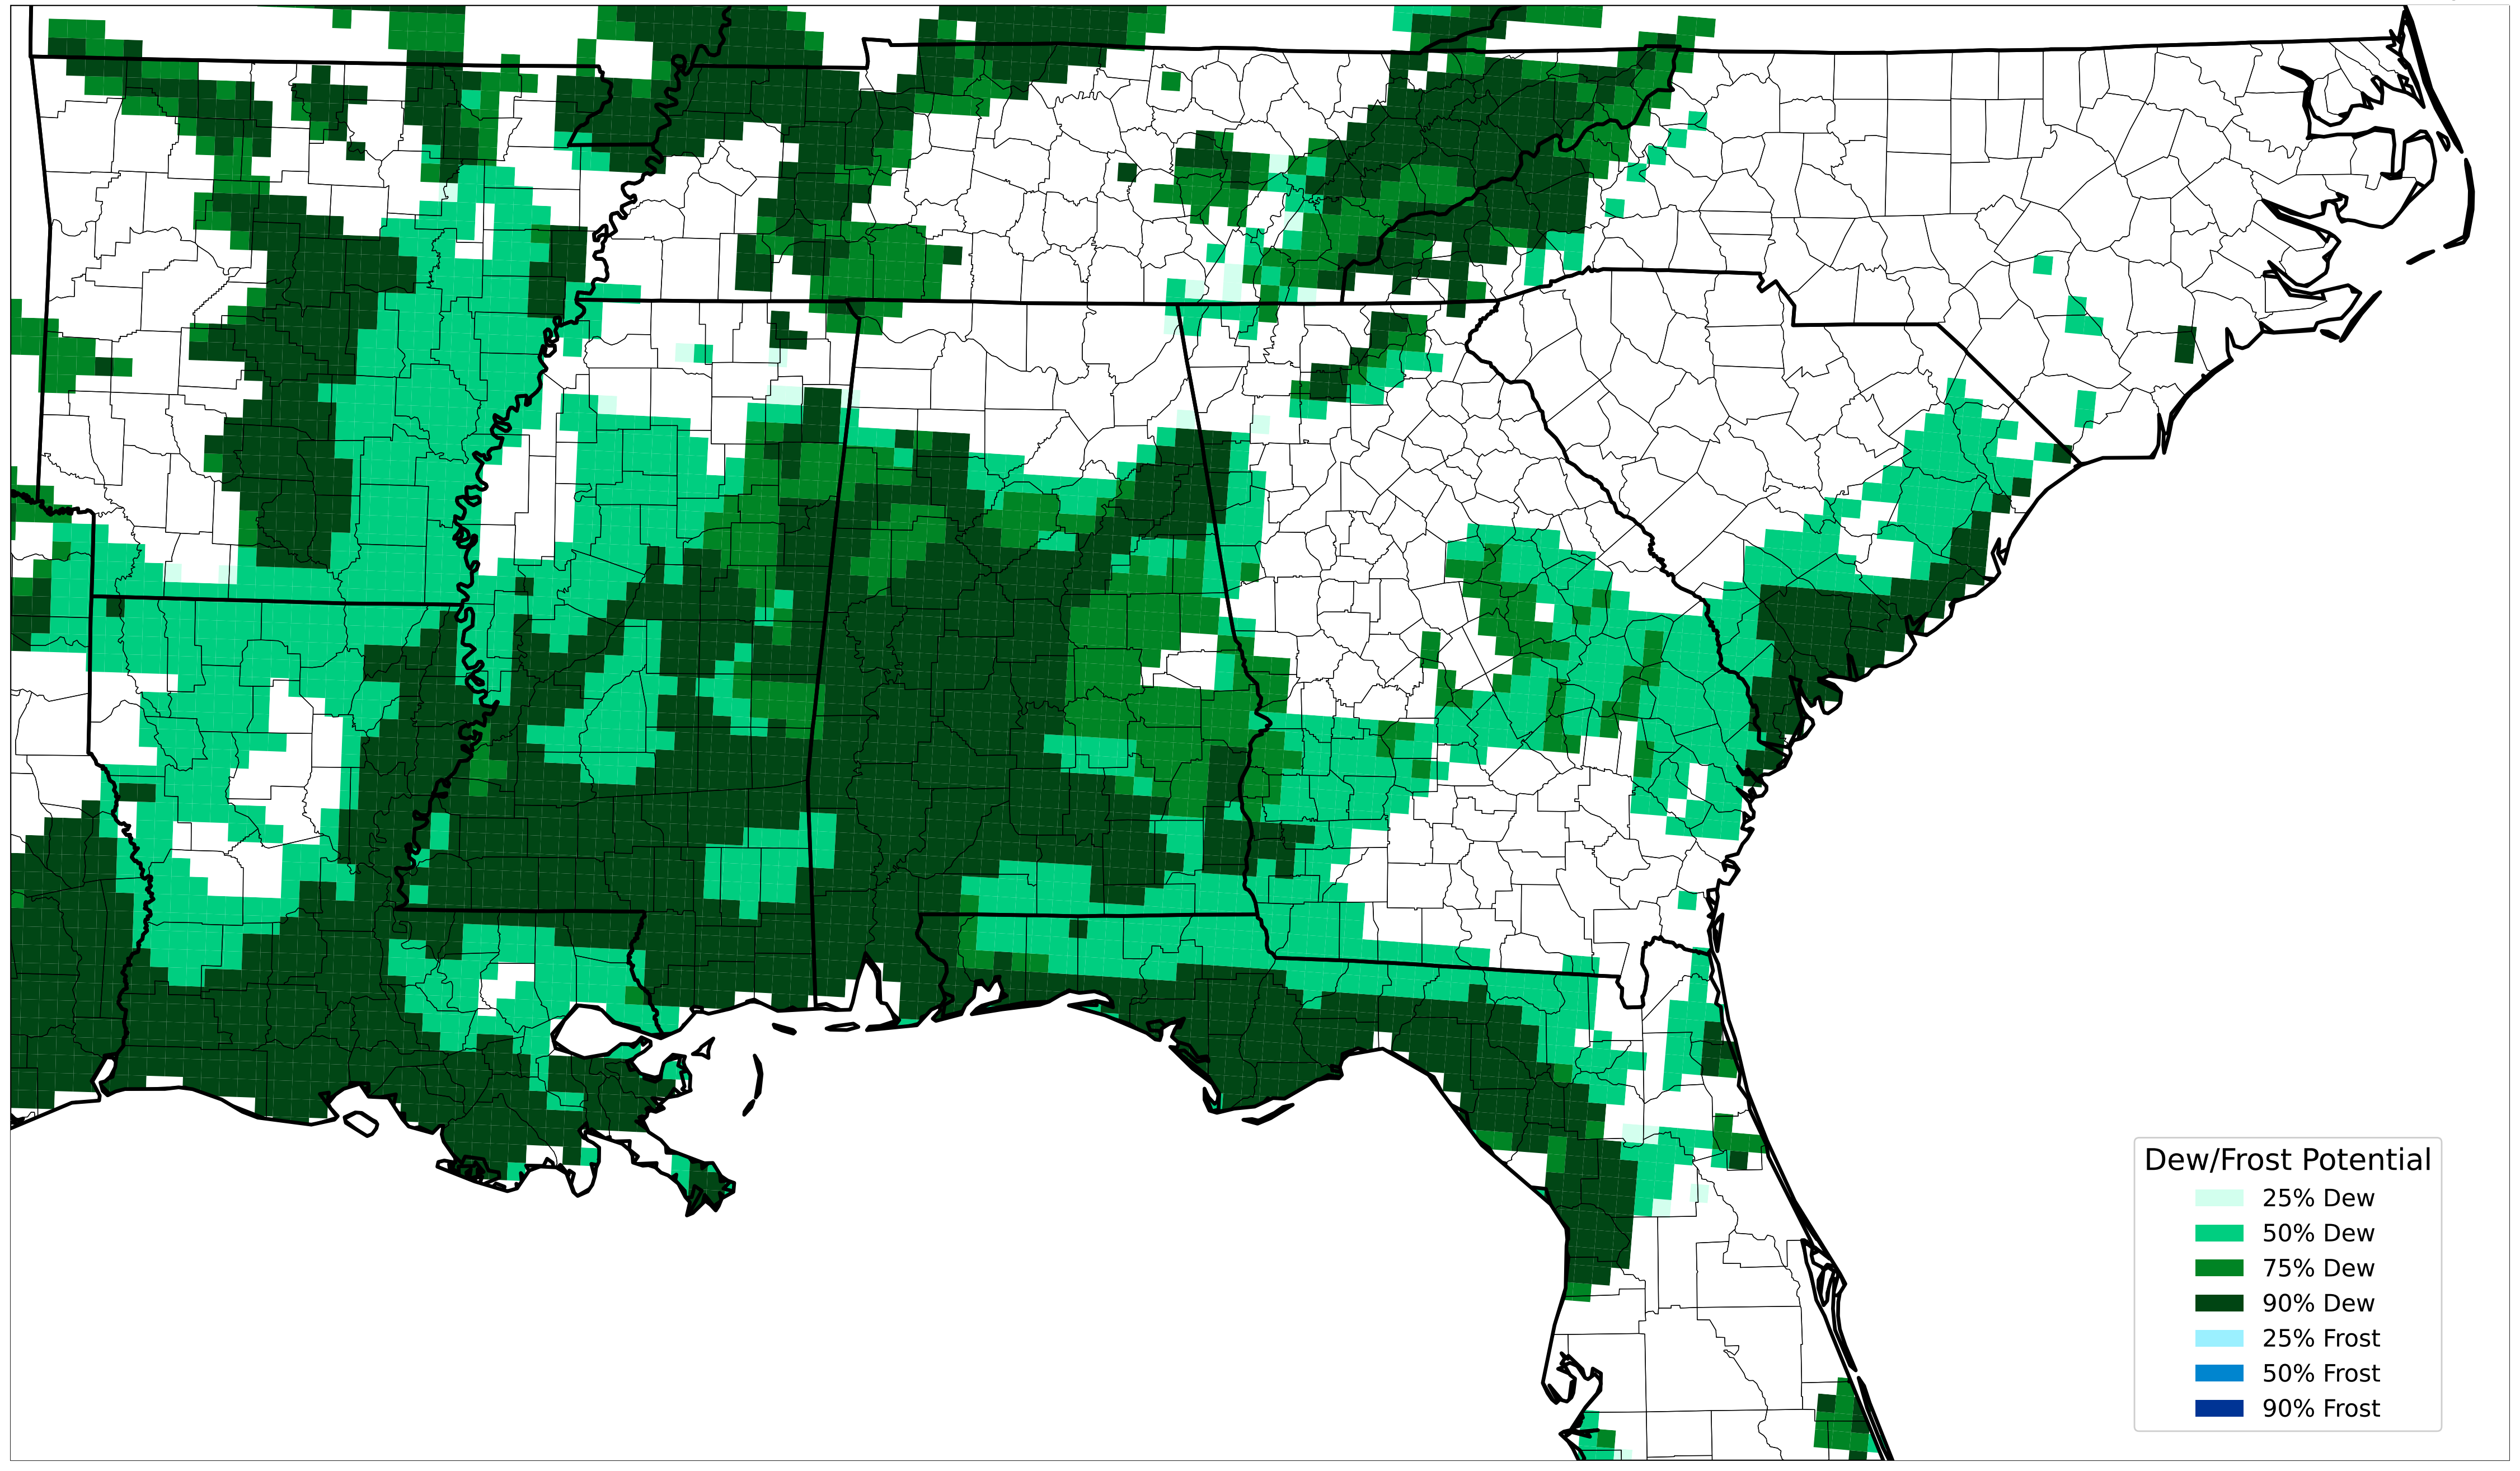 Dew/Frost Potential
25% Dew
50% Dew
75% Dew
90% Dew
25% Frost
50% Frost
90% Frost